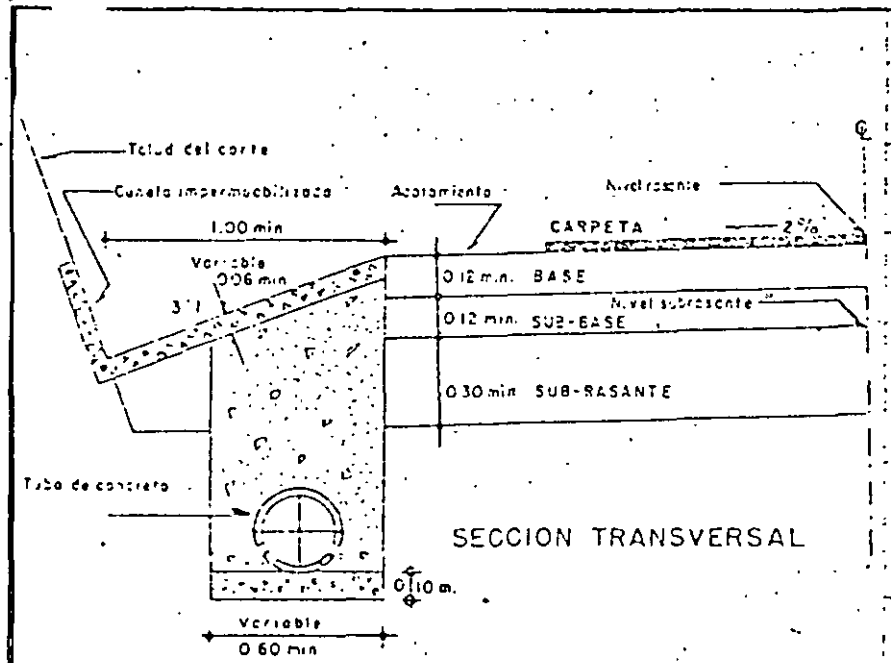 Talud del corte
Cuneta impermeabilizada
Acotamiento
Nivel rasante
1.00 min
CARPETA
2%
Variable
0.06 min
0.12 min. BASE
3:1
Nivel subrasante
0.12 min. SUB-BASE
0.30 min SUB-RASANTE
Tubo de concreto
SECCION TRANSVERSAL
0.10 m.
Variable
0.60 min